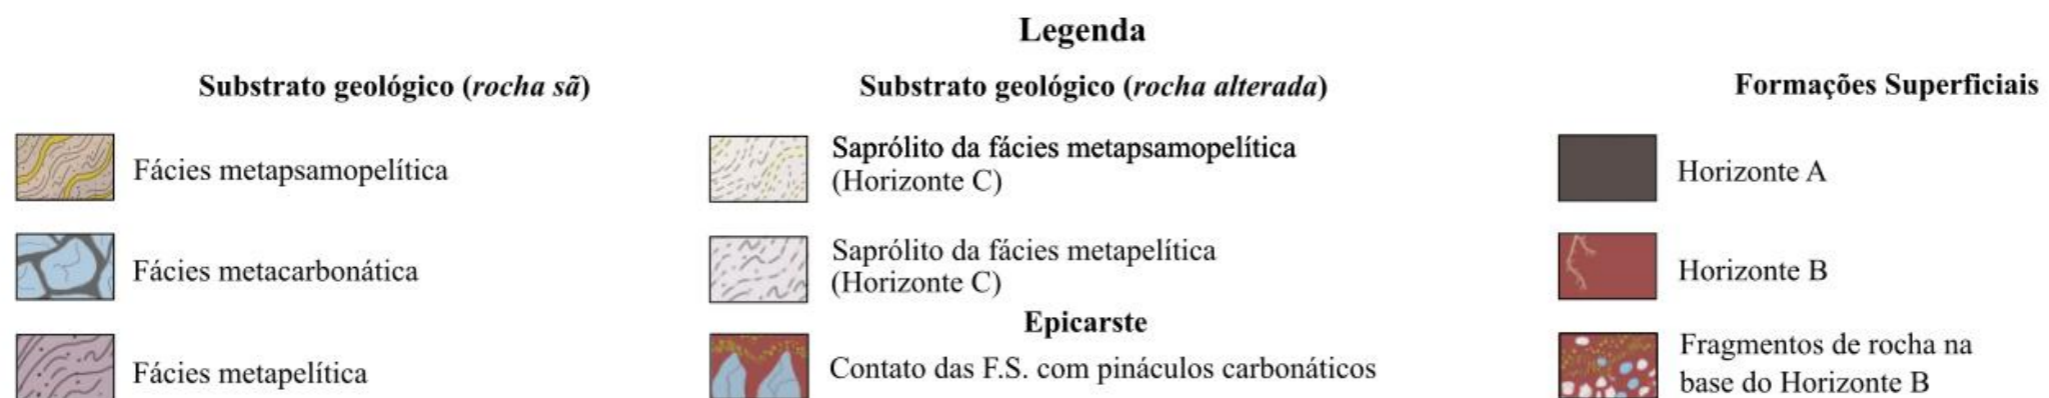 Legenda
Substrato geológico (rocha sã)
Fácies metapsamopelítica
Fácies metacarbonática
Fácies metapelítica
Substrato geológico (rocha alterada)
Saprólito da fácies metapsamopelítica
(Horizonte C)
Saprólito da fácies metapelítica
(Horizonte C)
Epicarste
Contato das F.S. com pináculos carbonáticos
Formações Superficiais
Horizonte A
Horizonte B
Fragmentos de rocha na
base do Horizonte B